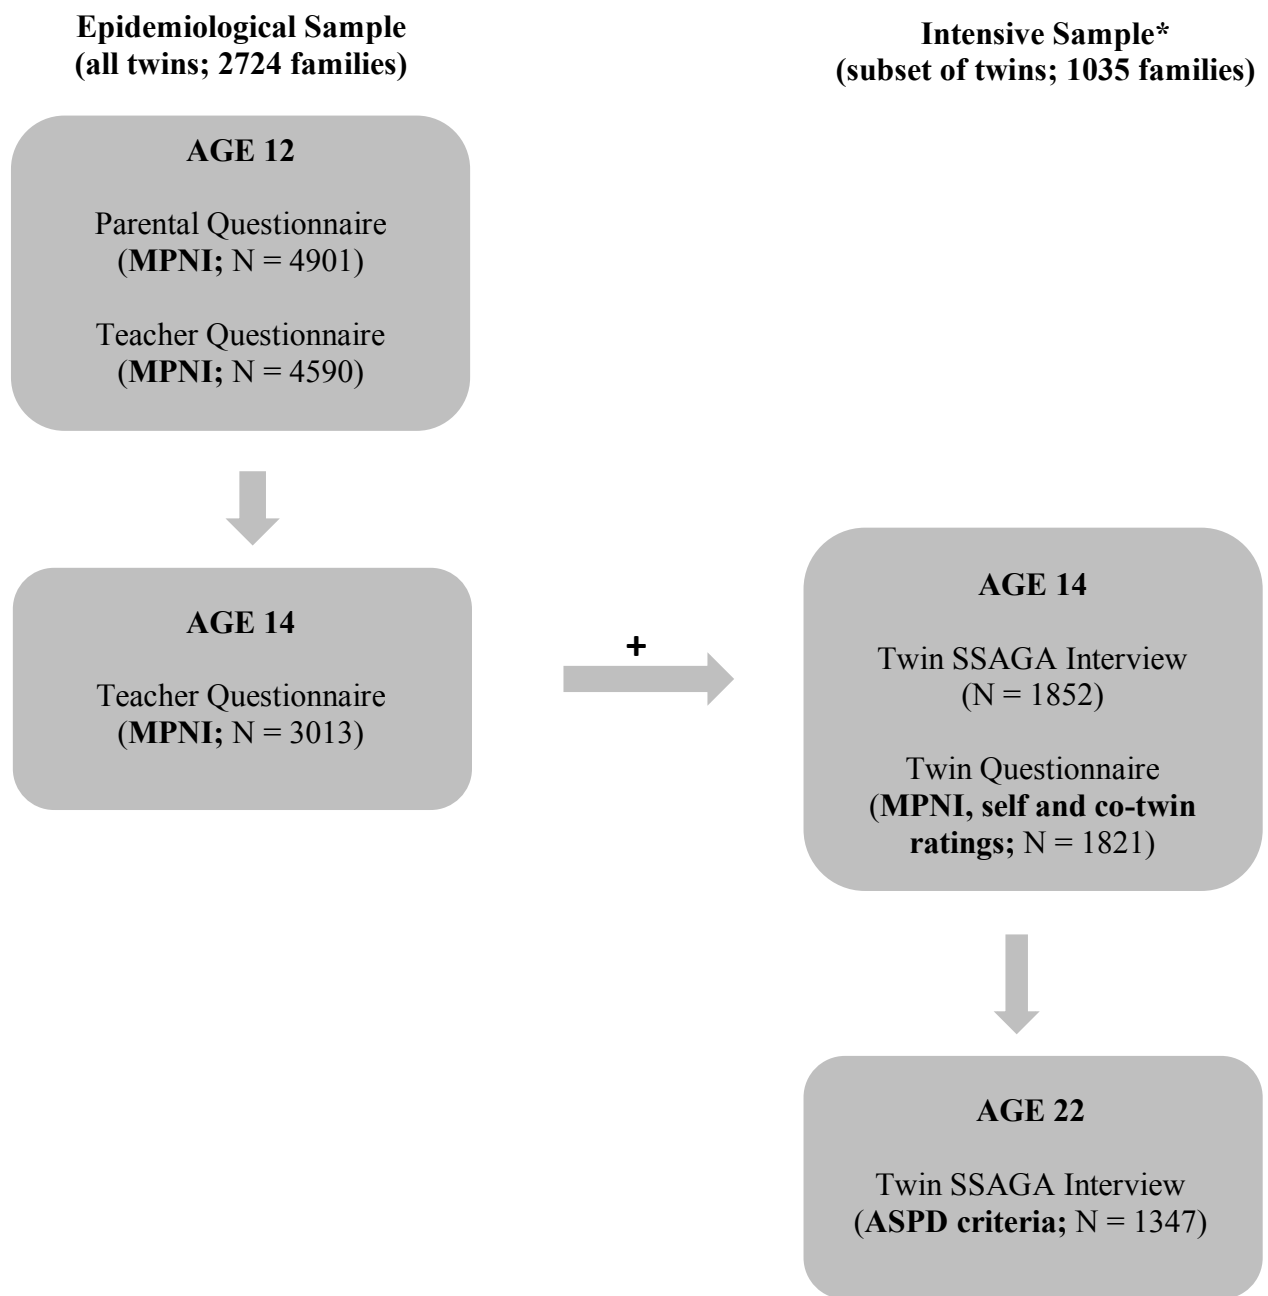 Epidemiological Sample
(all twins; 2724 families)
Intensive Sample*
(subset of twins; 1035 families)
AGE 12
Parental Questionnaire
(MPNI; N = 4901)
Teacher Questionnaire
(MPNI; N = 4590)
AGE 14
Teacher Questionnaire
(MPNI; N = 3013)
+
AGE 14
Twin SSAGA Interview
(N = 1852)
Twin Questionnaire
(MPNI, self and co-twin
ratings; N = 1821)
AGE 22
Twin SSAGA Interview
(ASPD criteria; N = 1347)